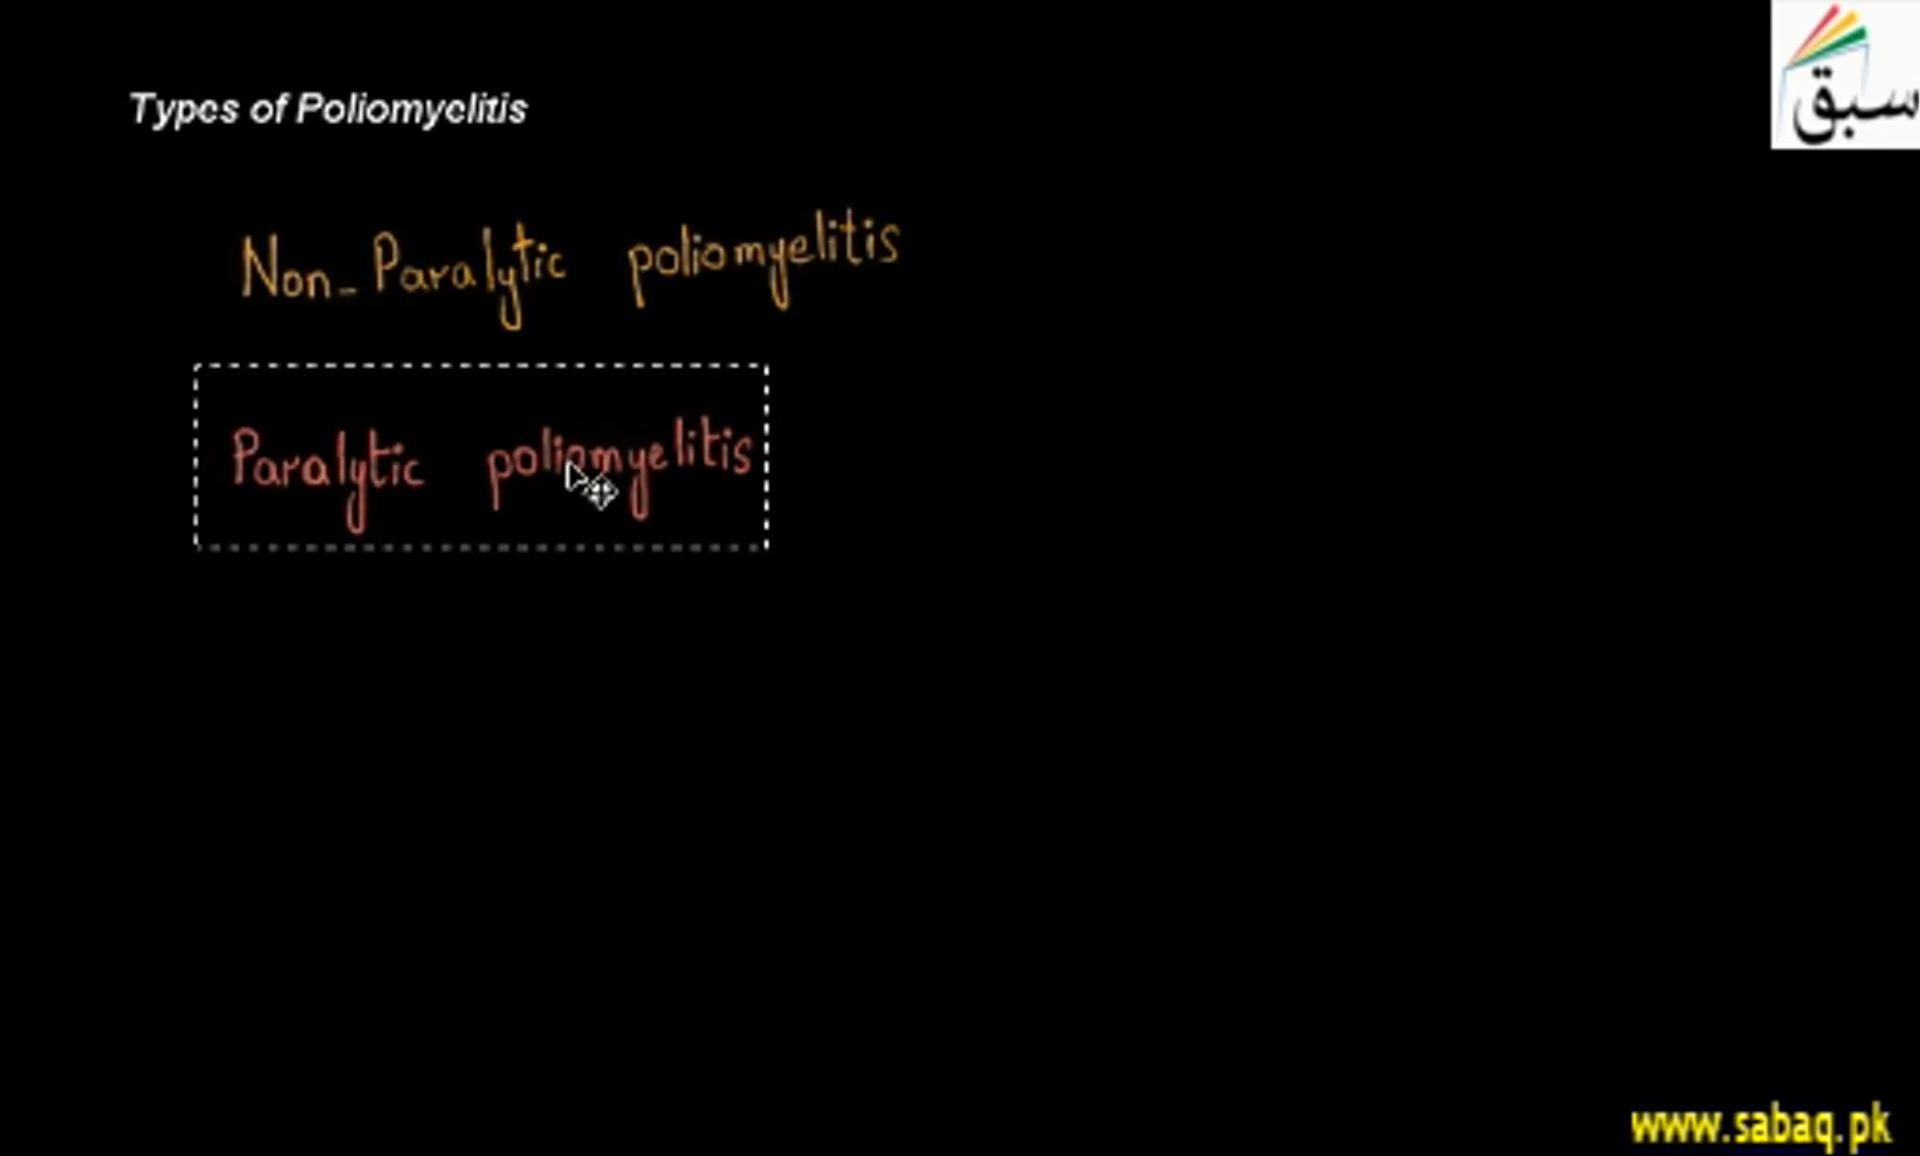 Types of Poliomyelitis
سبق
Non-Paralytic poliomyelitis
Paralytic poliomyelitis
www.sabaq.pk